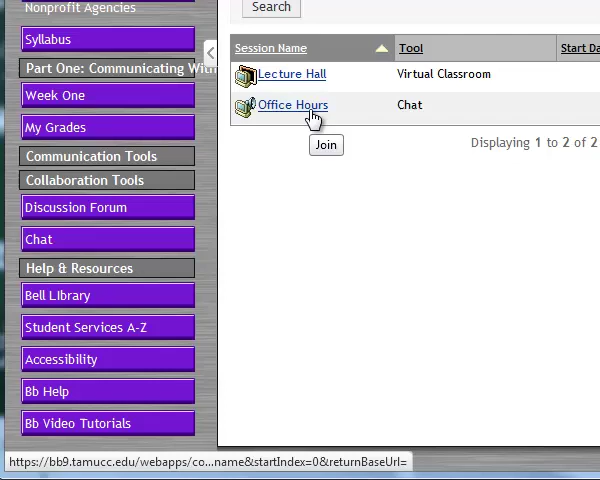 Nonprofit Agencies
Syllabus
Part One: Communicating With
Week One
My Grades
Communication Tools
Collaboration Tools
Discussion Forum
Chat
Help & Resources
Bell LIbrary
Student Services A-Z
Accessibility
Bb Help
Bb Video Tutorials
Search
Session Name Tool Start Da
Lecture Hall Virtual Classroom
Office Hours Chat
Join
Displaying 1 to 2 of 2
https://bb9.tamucc.edu/webapps/co...name&startIndex=0&returnBaseUrl=